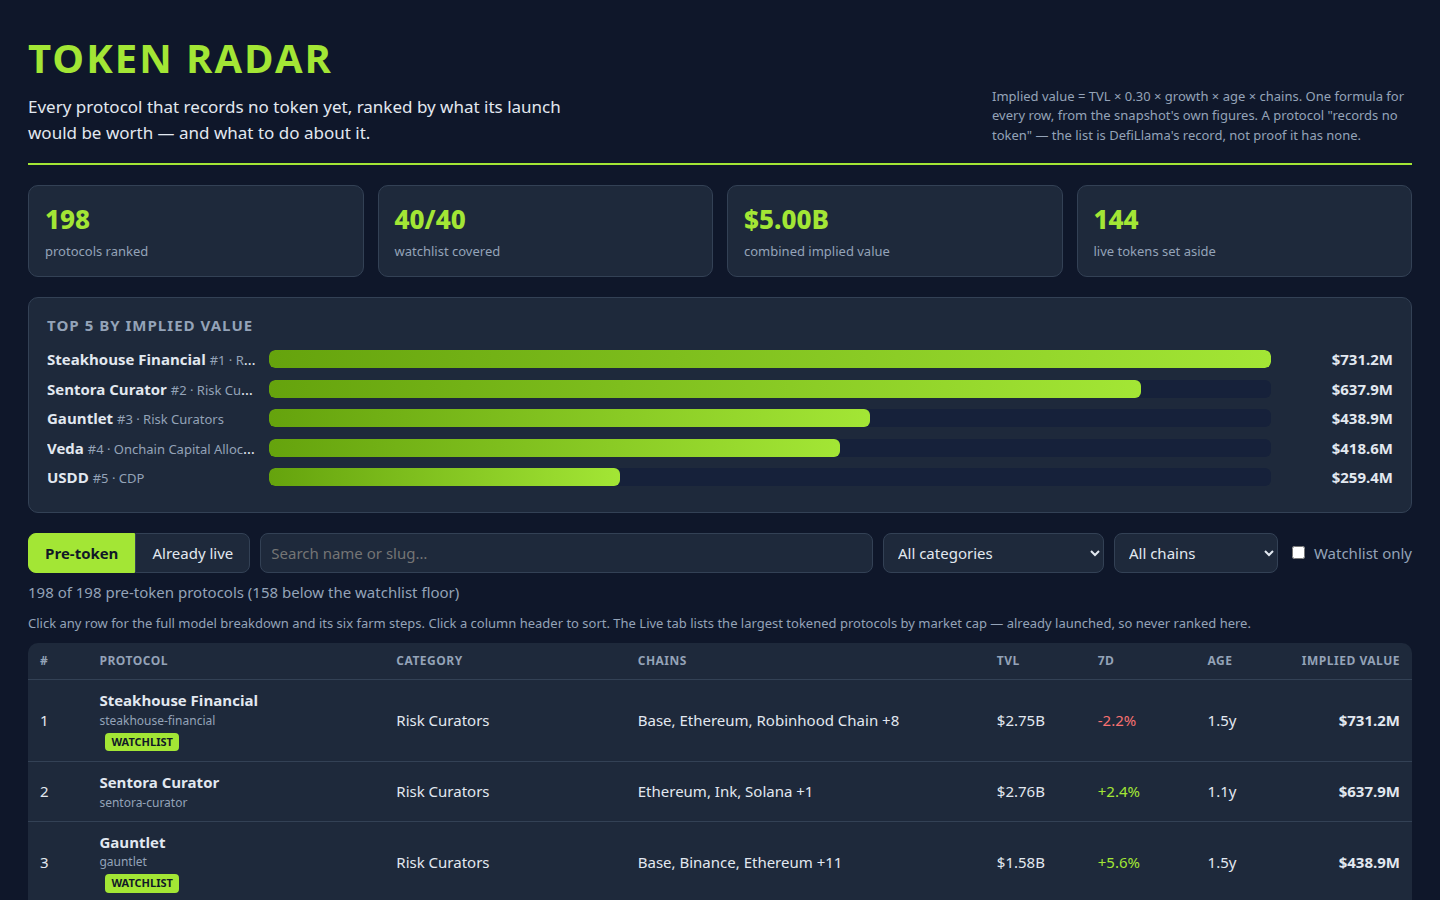 TOKEN RADAR
Every protocol that records no token yet, ranked by what its launch
would be worth — and what to do about it.
Implied value = TVL × 0.30 × growth × age × chains. One formula for
every row, from the snapshot's own figures. A protocol "records no
token" — the list is DefiLlama's record, not proof it has none.
198
protocols ranked
40/40
watchlist covered
$5.00B
combined implied value
144
live tokens set aside
TOP 5 BY IMPLIED VALUE
Steakhouse Financial #1 · R... $731.2M
Sentora Curator #2 · Risk Cu... $637.9M
Gauntlet #3 · Risk Curators $438.9M
Veda #4 · Onchain Capital Alloc... $418.6M
USDD #5 · CDP $259.4M
Pre-token Already live Search name or slug... All categories All chains Watchlist only
198 of 198 pre-token protocols (158 below the watchlist floor)
Click any row for the full model breakdown and its six farm steps. Click a column header to sort. The Live tab lists the largest tokened protocols by market cap — already launched, so never ranked here.
# PROTOCOL CATEGORY CHAINS TVL 7D AGE IMPLIED VALUE
Steakhouse Financial
steakhouse-financial
1 Risk Curators Base, Ethereum, Robinhood Chain +8 $2.75B -2.2% 1.5y $731.2M
WATCHLIST
Sentora Curator
2 Risk Curators Ethereum, Ink, Solana +1 $2.76B +2.4% 1.1y $637.9M
sentora-curator
Gauntlet
gauntlet
3 Risk Curators Base, Binance, Ethereum +11 $1.58B +5.6% 1.5y $438.9M
WATCHLIST